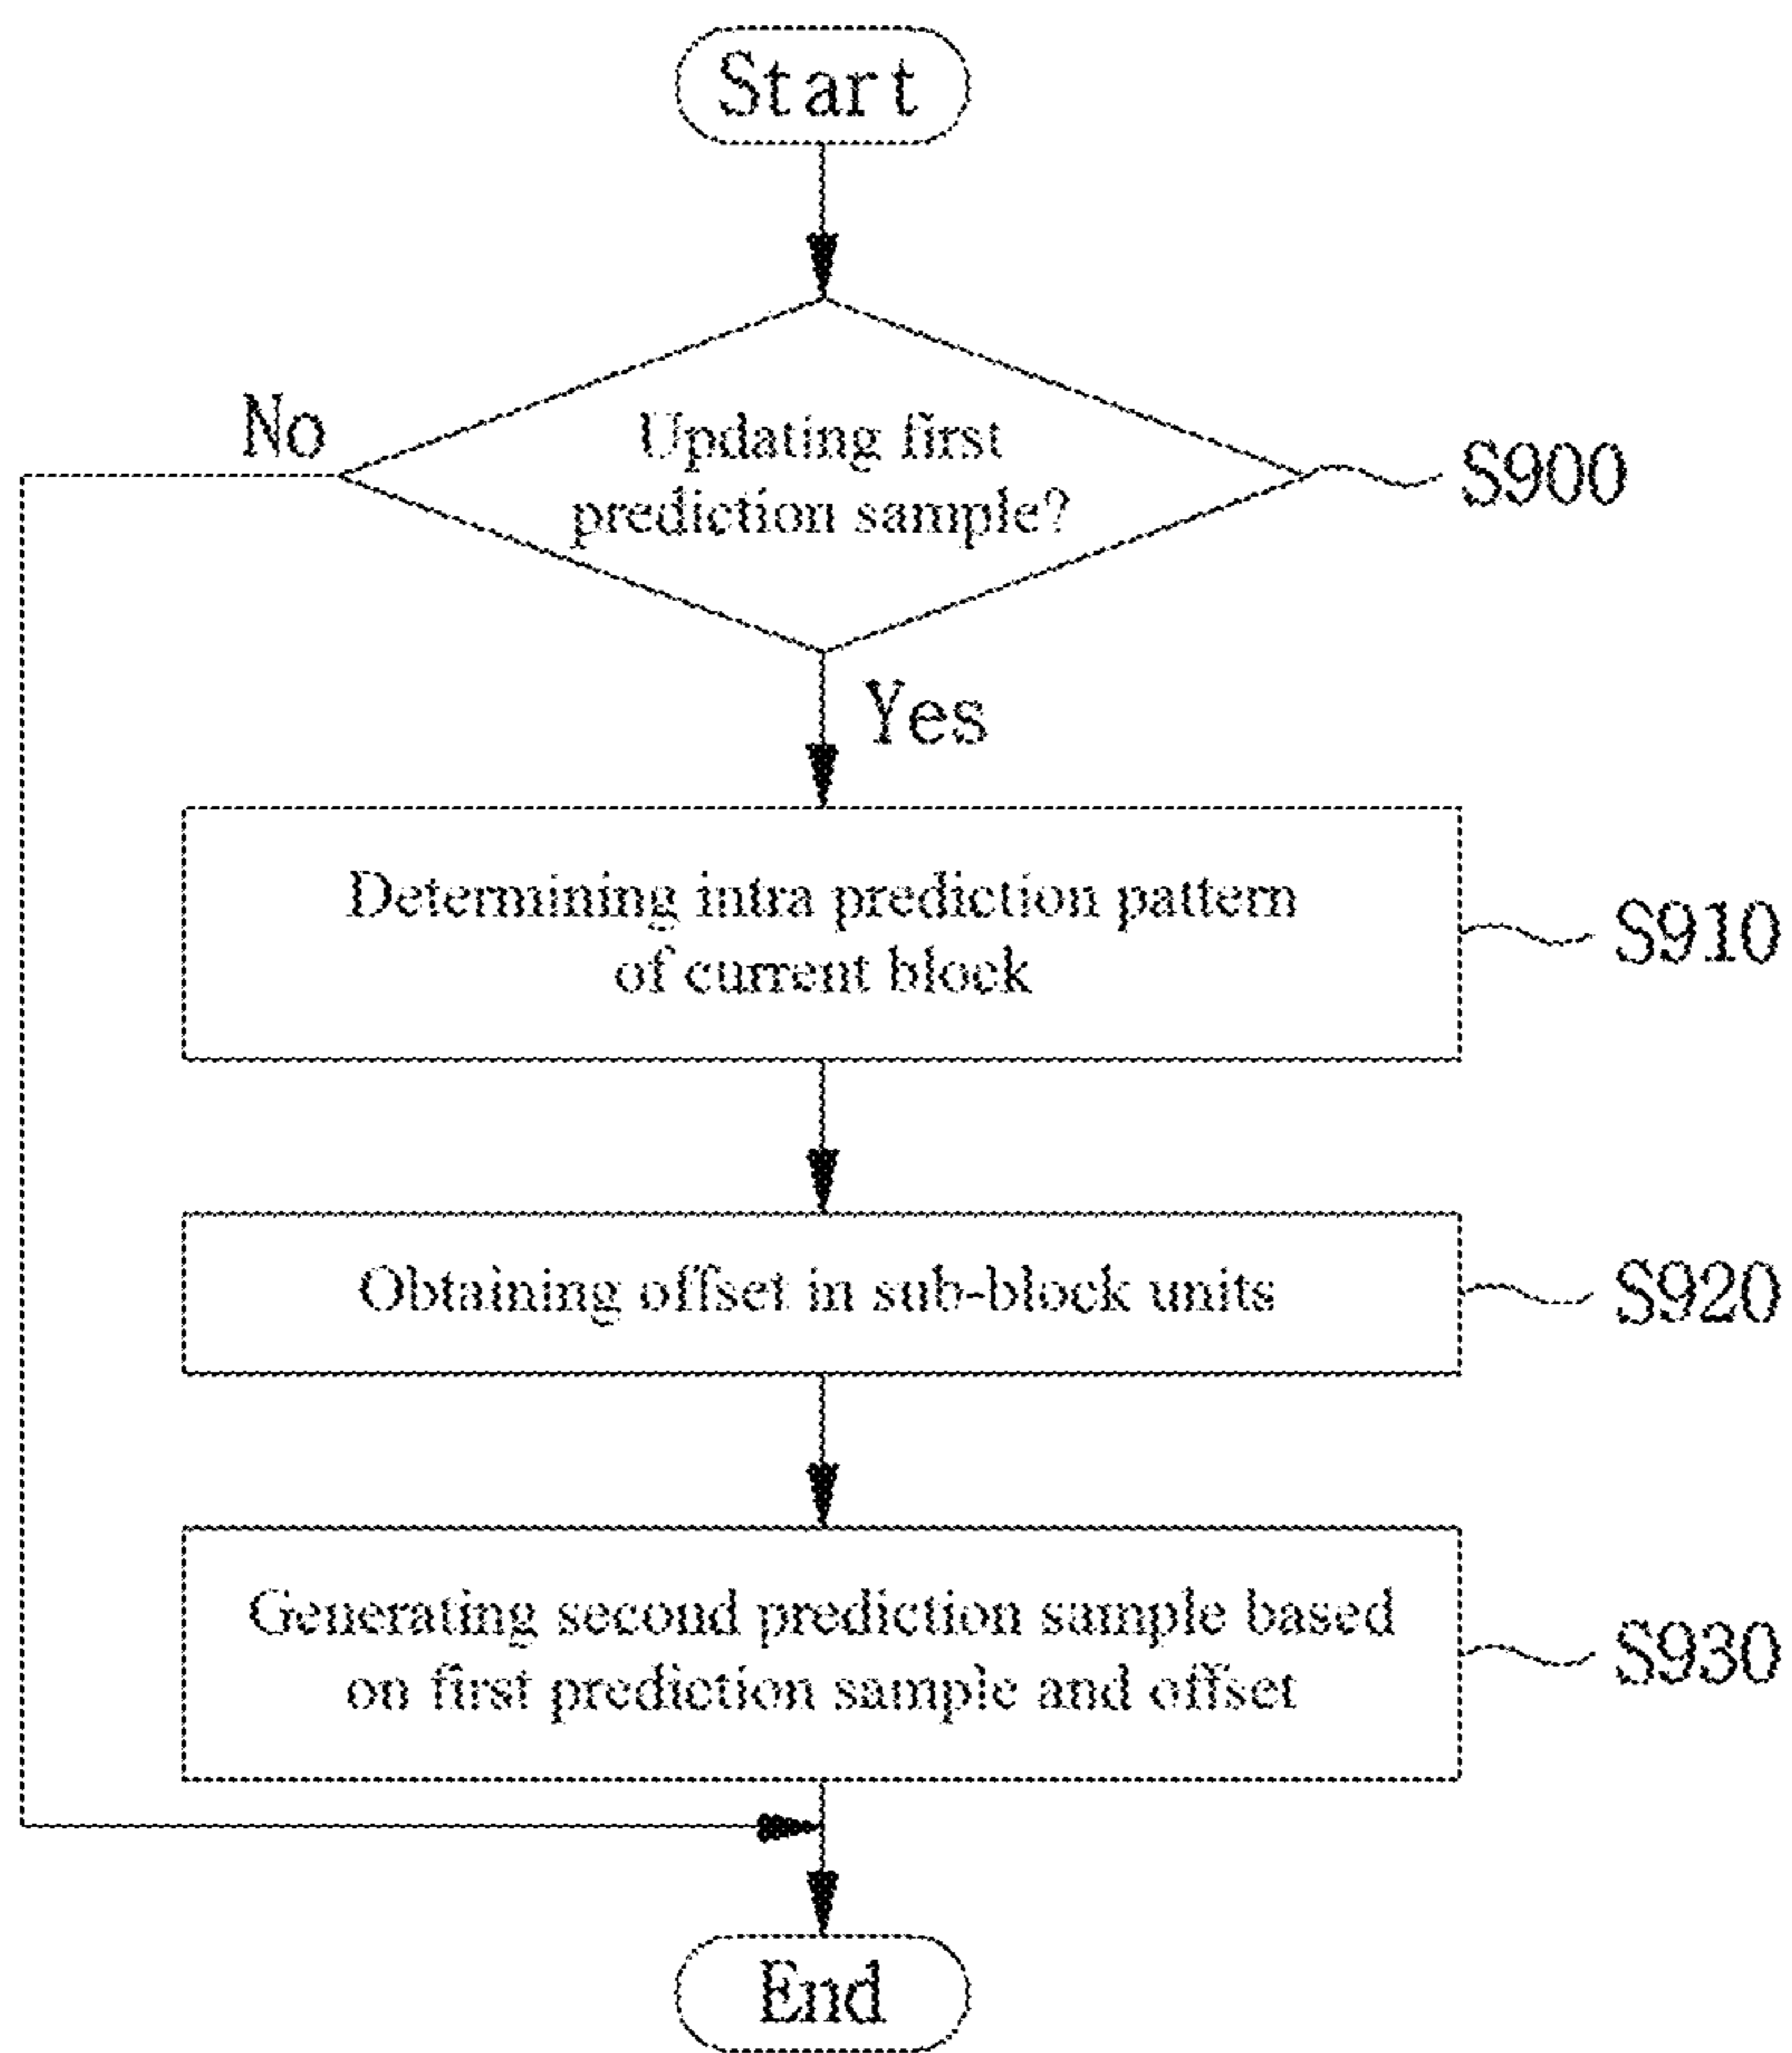 Start
No
Updating first
prediction sample?
S900
Yes
Determining intra prediction pattern
of current block
S910
Obtaining offset in sub-block units
S920
Generating second prediction sample based
on first prediction sample and offset
S930
End